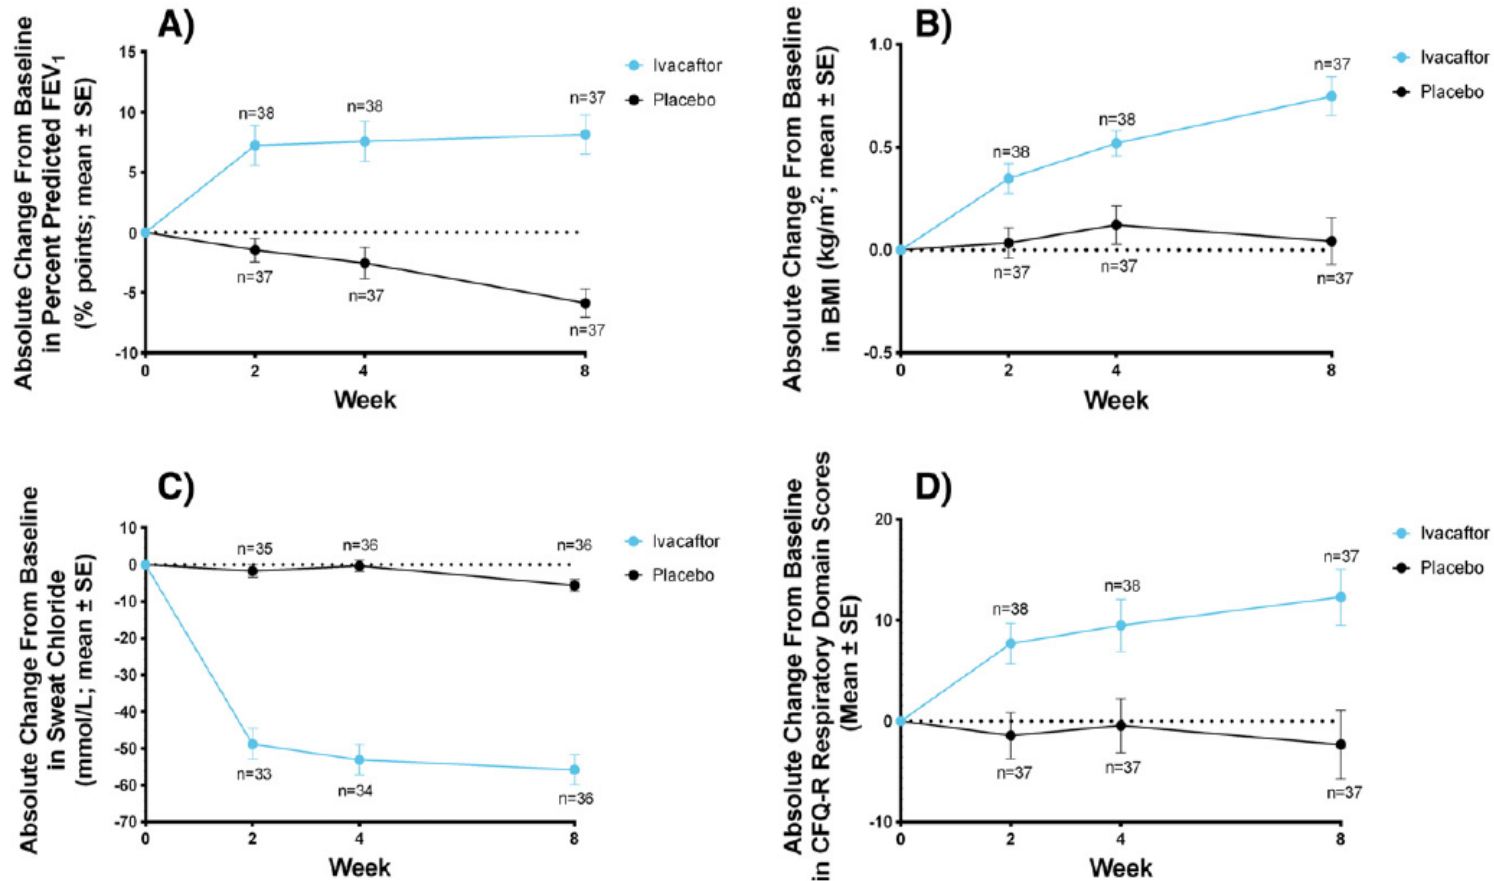 A)
Absolute Change From Baseline
in Percent Predicted FEV₁
(% points; mean ± SE)
15
10
5
0
-5
-10
n=38
n=38
n=37
n=37
n=37
n=37
0 2 4 8
Week
Ivacaftor
Placebo
B)
Absolute Change From Baseline
in BMI (kg/m²; mean ± SE)
1.0
0.5
0.0
-0.5
n=38
n=38
n=37
n=37
n=37
n=37
0 2 4 8
Week
Ivacaftor
Placebo
C)
Absolute Change From Baseline
in Sweat Chloride
(mmol/L; mean ± SE)
10
0
-10
-20
-30
-40
-50
-60
-70
n=35
n=36
n=36
n=33
n=34
n=36
0 2 4 8
Week
Ivacaftor
Placebo
D)
Absolute Change From Baseline
in CFQ-R Respiratory Domain Scores
(Mean ± SE)
20
10
0
-10
n=38
n=38
n=37
n=37
n=37
n=37
0 2 4 8
Week
Ivacaftor
Placebo